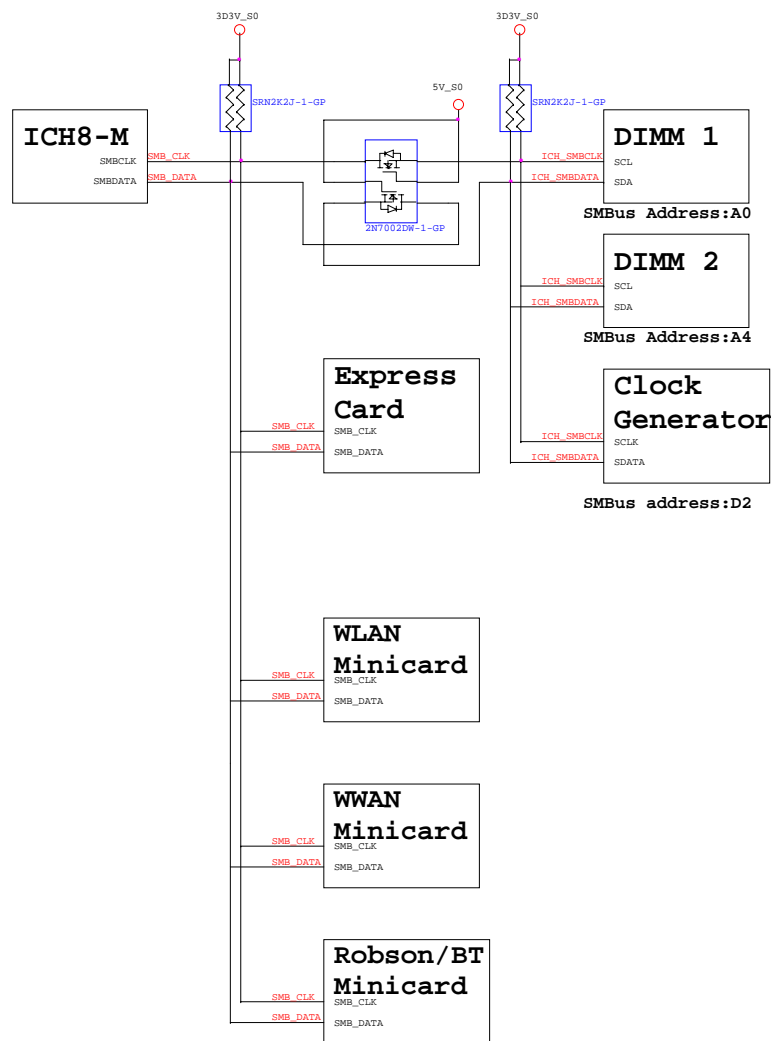 3D3V_S0
3D3V_S0
5V_S0
SRN2K2J-1-GP
SRN2K2J-1-GP
ICH8-M
SMBCLK
SMB_CLK
SMBDATA
SMB_DATA
2N7002DW-1-GP
DIMM 1
ICH_SMBCLK
SCL
ICH_SMBDATA
SDA
SMBus Address:A0
DIMM 2
ICH_SMBCLK
SCL
ICH_SMBDATA
SDA
SMBus Address:A4
Express
Card
SMB_CLK
SMB_CLK
SMB_DATA
SMB_DATA
Clock
Generator
ICH_SMBCLK
SCLK
ICH_SMBDATA
SDATA
SMBus address:D2
WLAN
Minicard
SMB_CLK
SMB_CLK
SMB_DATA
SMB_DATA
WWAN
Minicard
SMB_CLK
SMB_CLK
SMB_DATA
SMB_DATA
Robson/BT
Minicard
SMB_CLK
SMB_CLK
SMB_DATA
SMB_DATA